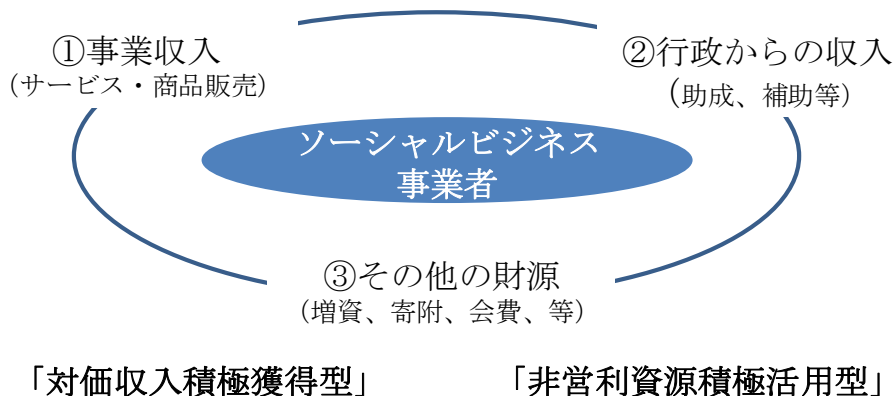 ①事業収入
(サービス・商品販売)
②行政からの収入
(助成、補助等)
ソーシャルビジネス
事業者
③その他の財源
(増資、寄附、会費、等)
「対価収入積極獲得型」
「非営利資源積極活用型」